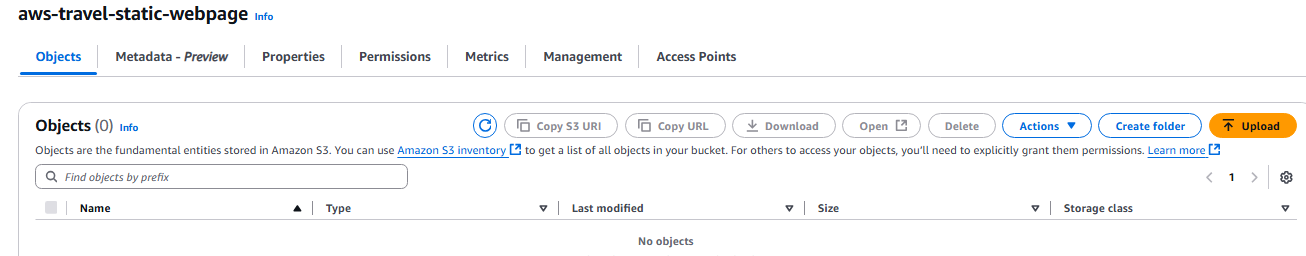 aws-travel-static-webpage Info
Objects Metadata - Preview Properties Permissions Metrics Management Access Points
Objects (0) Info Copy S3 URI Copy URL Download Open Delete Actions Create folder Upload
Objects are the fundamental entities stored in Amazon S3. You can use Amazon S3 inventory to get a list of all objects in your bucket. For others to access your objects, you'll need to explicitly grant them permissions. Learn more
Find objects by prefix 1
Name Type Last modified Size Storage class
No objects